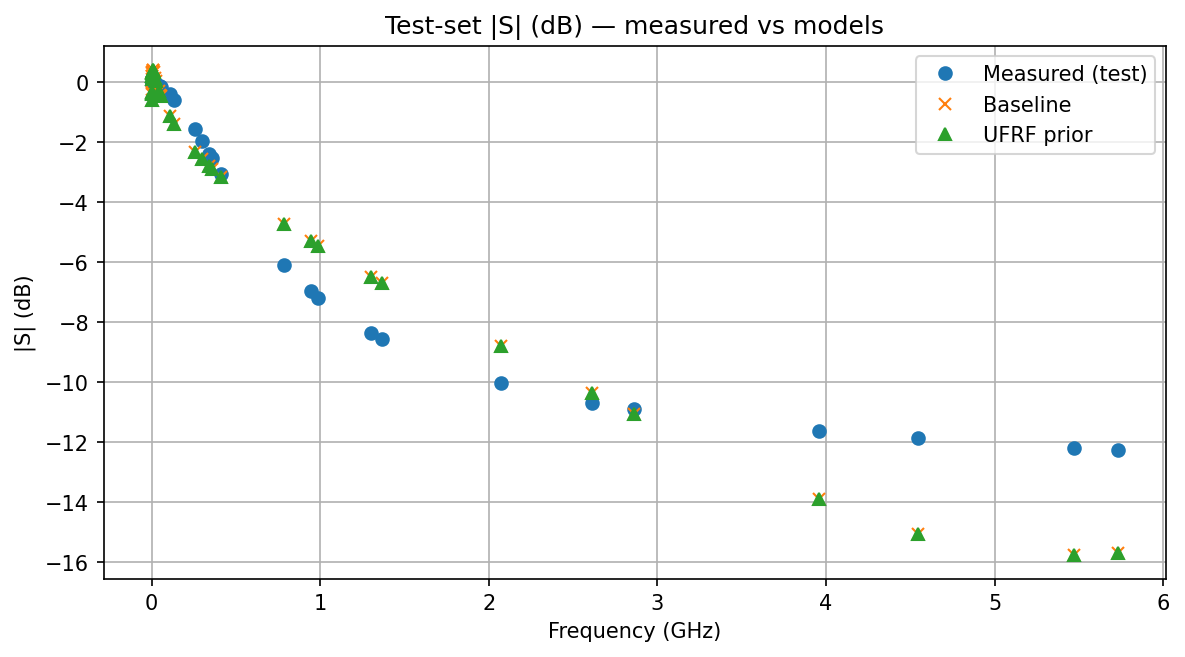 Test-set |S| (dB) — measured vs models
Measured (test)
Baseline
UFRF prior
|S| (dB)
0
−2
−4
−6
−8
−10
−12
−14
−16
0 1 2 3 4 5 6
Frequency (GHz)